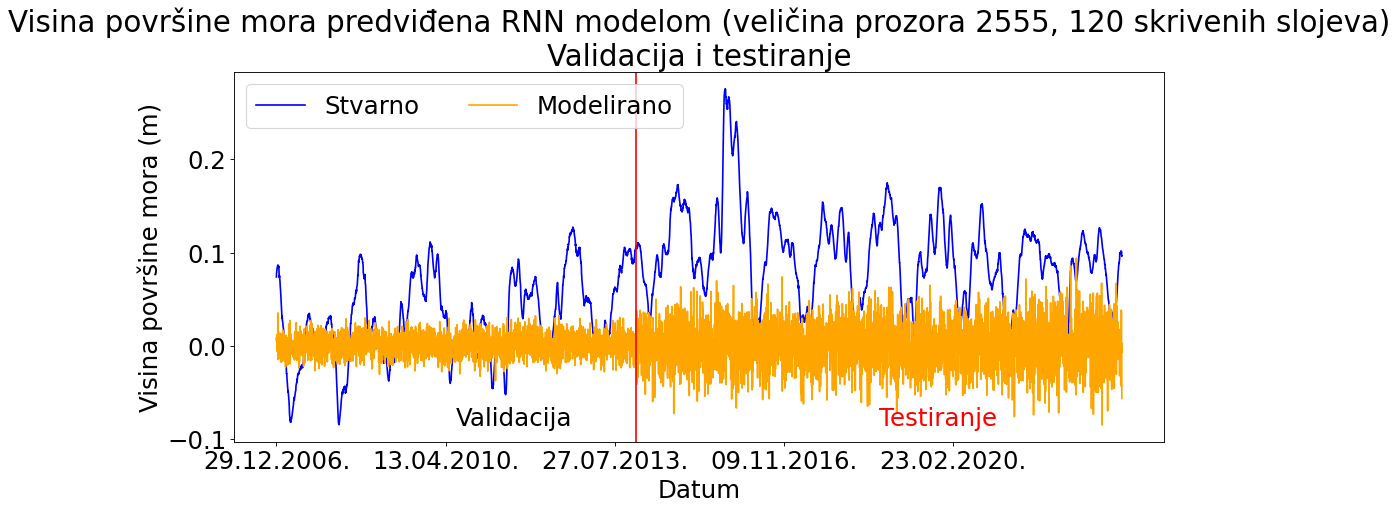 Visina površine mora predviđena RNN modelom (veličina prozora 2555, 120 skrivenih slojeva)
Validacija i testiranje
Stvarno Modelirano
Visina površine mora (m)
0.2
0.1
0.0
−0.1
Validacija Testiranje
29.12.2006. 13.04.2010. 27.07.2013. 09.11.2016. 23.02.2020.
Datum